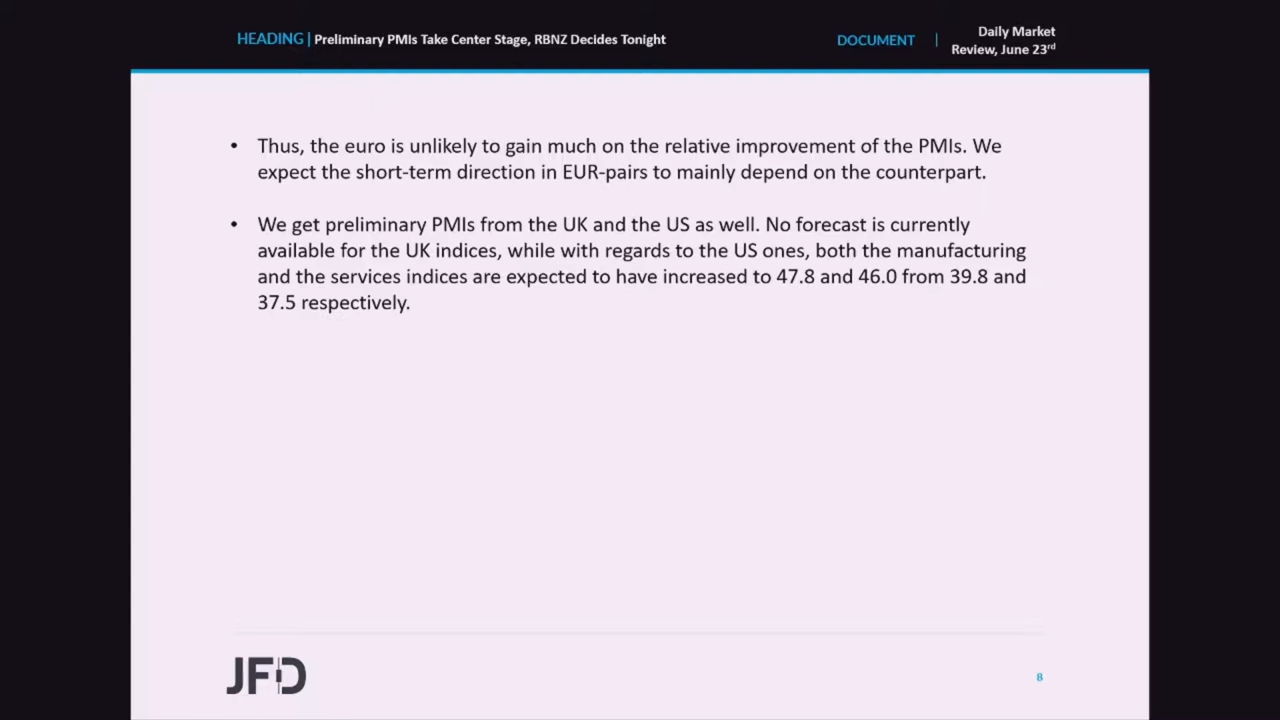 HEADING | Preliminary PMIs Take Center Stage, RBNZ Decides Tonight
DOCUMENT |
Daily Market
Review, June 23rd
• Thus, the euro is unlikely to gain much on the relative improvement of the PMIs. We
expect the short-term direction in EUR-pairs to mainly depend on the counterpart.
• We get preliminary PMIs from the UK and the US as well. No forecast is currently
available for the UK indices, while with regards to the US ones, both the manufacturing
and the services indices are expected to have increased to 47.8 and 46.0 from 39.8 and
37.5 respectively.
JFD
8